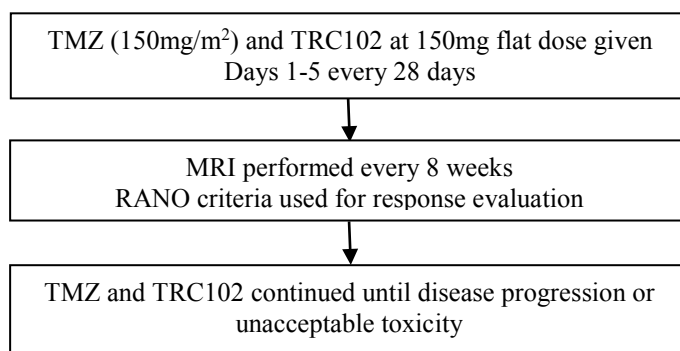 TMZ (150mg/m²) and TRC102 at 150mg flat dose given
Days 1-5 every 28 days
MRI performed every 8 weeks
RANO criteria used for response evaluation
TMZ and TRC102 continued until disease progression or
unacceptable toxicity